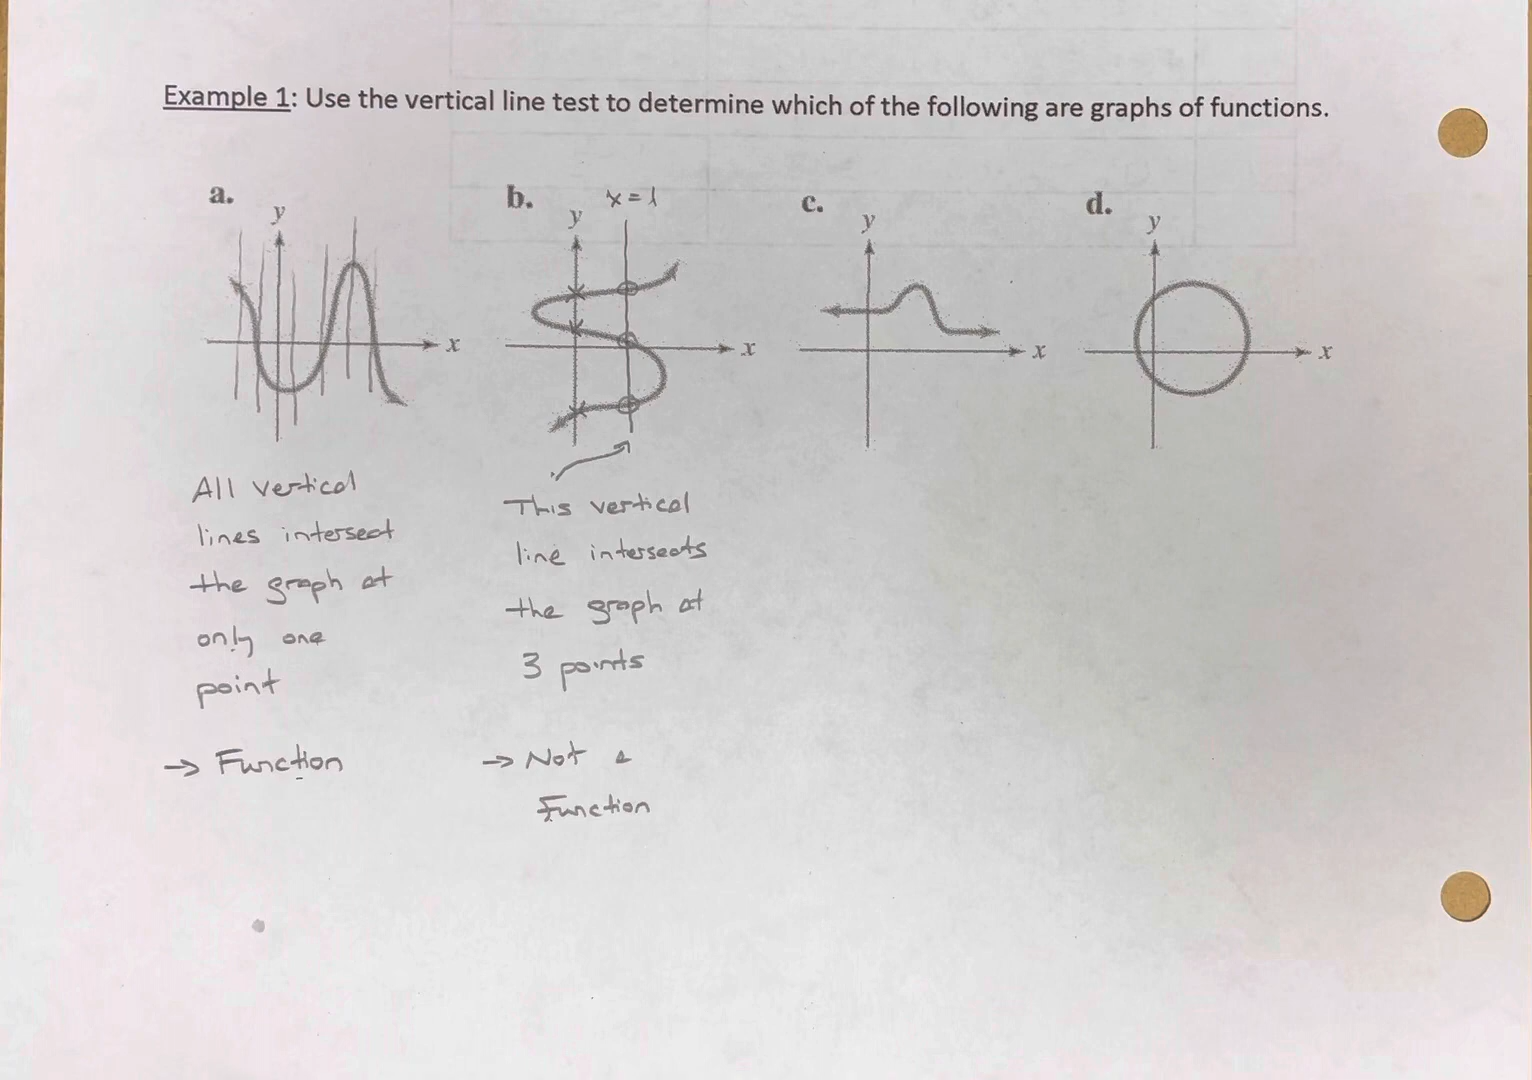 Example 1: Use the vertical line test to determine which of the following are graphs of functions.
a.
y
x
b.
x = 1
y
x
c.
y
x
d.
y
x
All vertical
lines intersect
the graph at
only one
point
→ Function
This vertical
line intersects
the graph at
3 points
→ Not a
Function